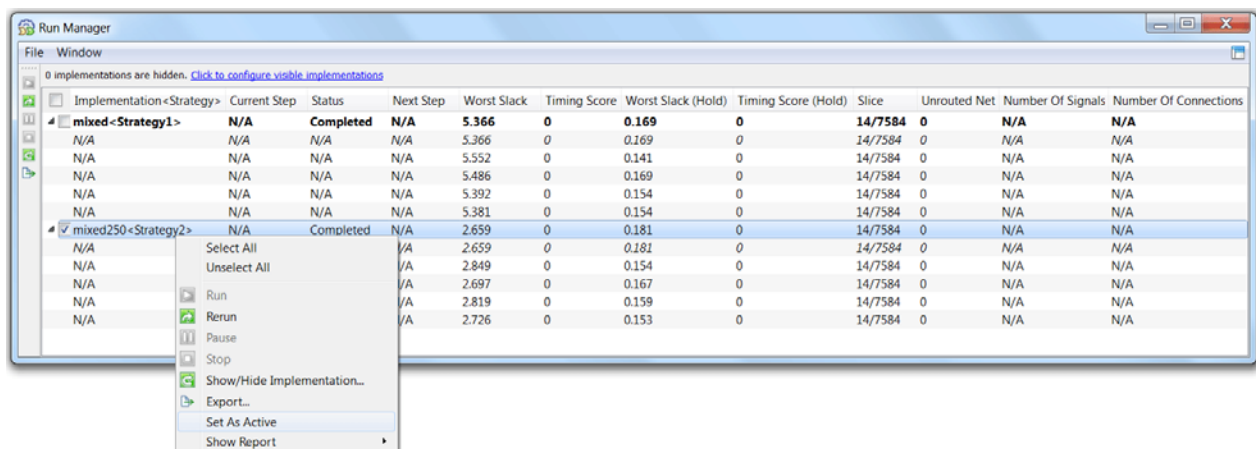 Run Manager
File Window
0 implementations are hidden. Click to configure visible implementations
Implementation<Strategy> Current Step Status Next Step Worst Slack Timing Score Worst Slack (Hold) Timing Score (Hold) Slice Unrouted Net Number Of Signals Number Of Connections
mixed<Strategy1> N/A Completed N/A 5.366 0 0.169 0 14/7584 0 N/A N/A
N/A N/A N/A N/A 5.366 0 0.169 0 14/7584 0 N/A N/A
N/A N/A N/A N/A 5.552 0 0.141 0 14/7584 0 N/A N/A
N/A N/A N/A N/A 5.486 0 0.169 0 14/7584 0 N/A N/A
N/A N/A N/A N/A 5.392 0 0.154 0 14/7584 0 N/A N/A
N/A N/A N/A N/A 5.381 0 0.154 0 14/7584 0 N/A N/A
mixed250<Strategy2> N/A Completed N/A 2.659 0 0.181 0 14/7584 0 N/A N/A
N/A Select All /A 2.659 0 0.181 0 14/7584 0 N/A N/A
N/A Unselect All /A 2.849 0 0.154 0 14/7584 0 N/A N/A
N/A Run /A 2.697 0 0.167 0 14/7584 0 N/A N/A
N/A Rerun /A 2.819 0 0.159 0 14/7584 0 N/A N/A
N/A /A 2.726 0 0.153 0 14/7584 0 N/A N/A
Pause
Stop
Show/Hide Implementation...
Export...
Set As Active
Show Report